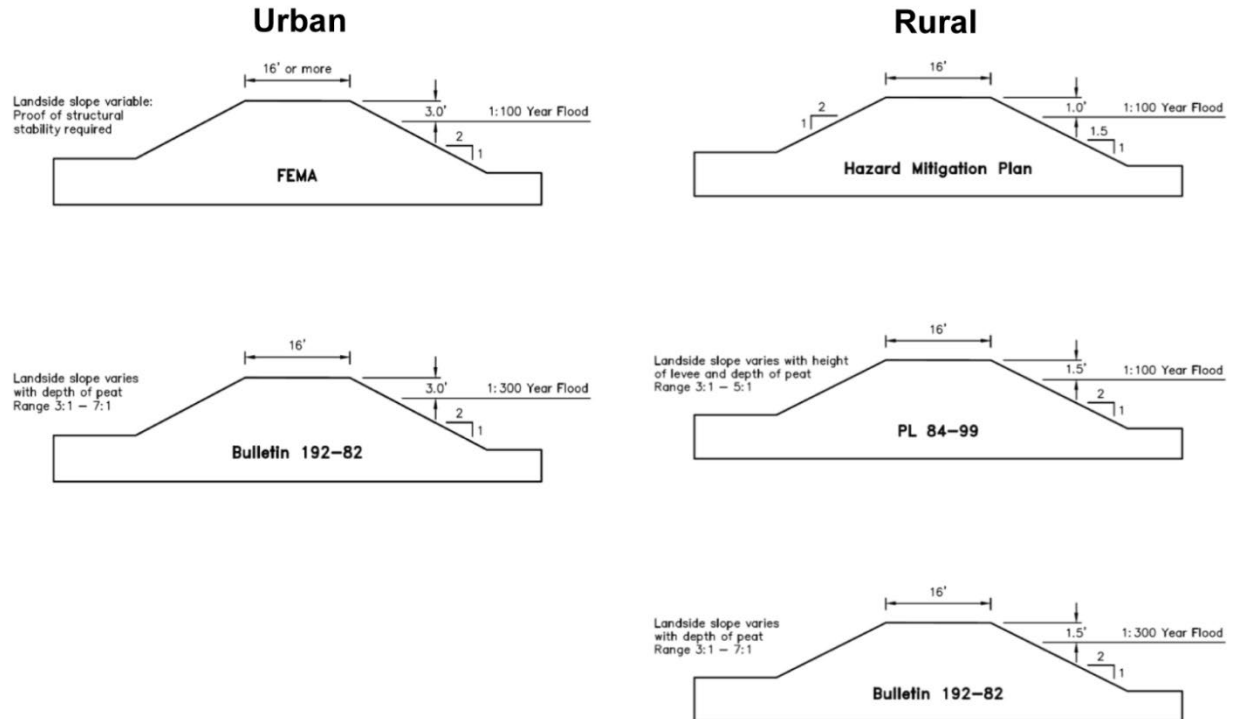 Urban
16' or more
Landside slope variable:
Proof of structural
stability required
3.0'
1:100 Year Flood
2
1
FEMA
16'
Landside slope varies
with depth of peat
Range 3:1 – 7:1
3.0'
1:300 Year Flood
2
1
Bulletin 192–82
Rural
16'
2
1
1.0'
1:100 Year Flood
1.5
1
Hazard Mitigation Plan
16'
Landside slope varies with height
of levee and depth of peat
Range 3:1 – 5:1
1.5'
1:100 Year Flood
2
1
PL 84–99
16'
Landside slope varies
with depth of peat
Range 3:1 – 7:1
1.5'
1:300 Year Flood
2
1
Bulletin 192–82